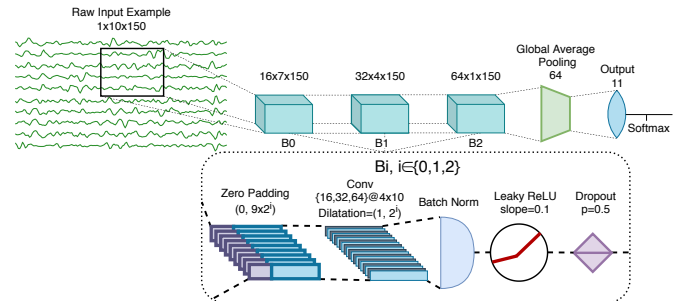 Raw Input Example
1x10x150
16x7x150
32x4x150
64x1x150
Global Average
Pooling
64
Output
11
Softmax
B0
B1
B2
Bi, i∈{0,1,2}
Zero Padding
(0, 9x2ⁱ)
Conv
{16,32,64}@4x10
Dilatation=(1, 2ⁱ)
Batch Norm
Leaky ReLU
slope=0.1
Dropout
p=0.5